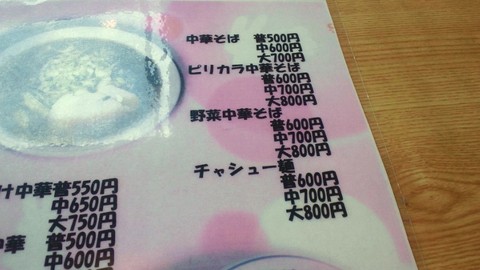 中華そば 普500円
中600円
大700円
ピリカラ中華そば
普600円
中700円
大800円
野菜中華そば
普600円
中700円
大800円
チャシュー麺
普600円
中700円
大800円
け中華普550円
中650円
大750円
中華 普500円
中600円